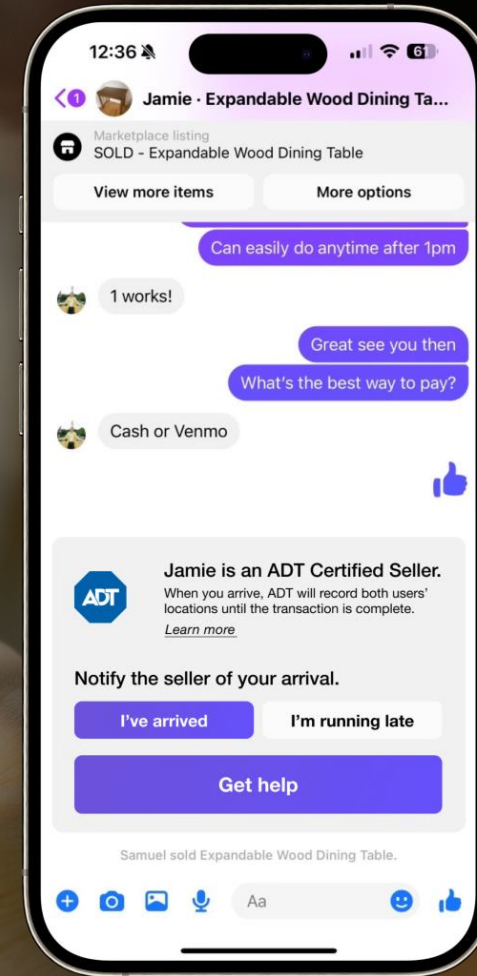 12:36
61
1
Jamie · Expandable Wood Dining Ta...
Marketplace listing
SOLD - Expandable Wood Dining Table
View more items
More options
Can easily do anytime after 1pm
1 works!
Great see you then
What's the best way to pay?
Cash or Venmo
ADT
Jamie is an ADT Certified Seller.
When you arrive, ADT will record both users'
locations until the transaction is complete.
Learn more
Notify the seller of your arrival.
I've arrived
I'm running late
Get help
Samuel sold Expandable Wood Dining Table.
Aa